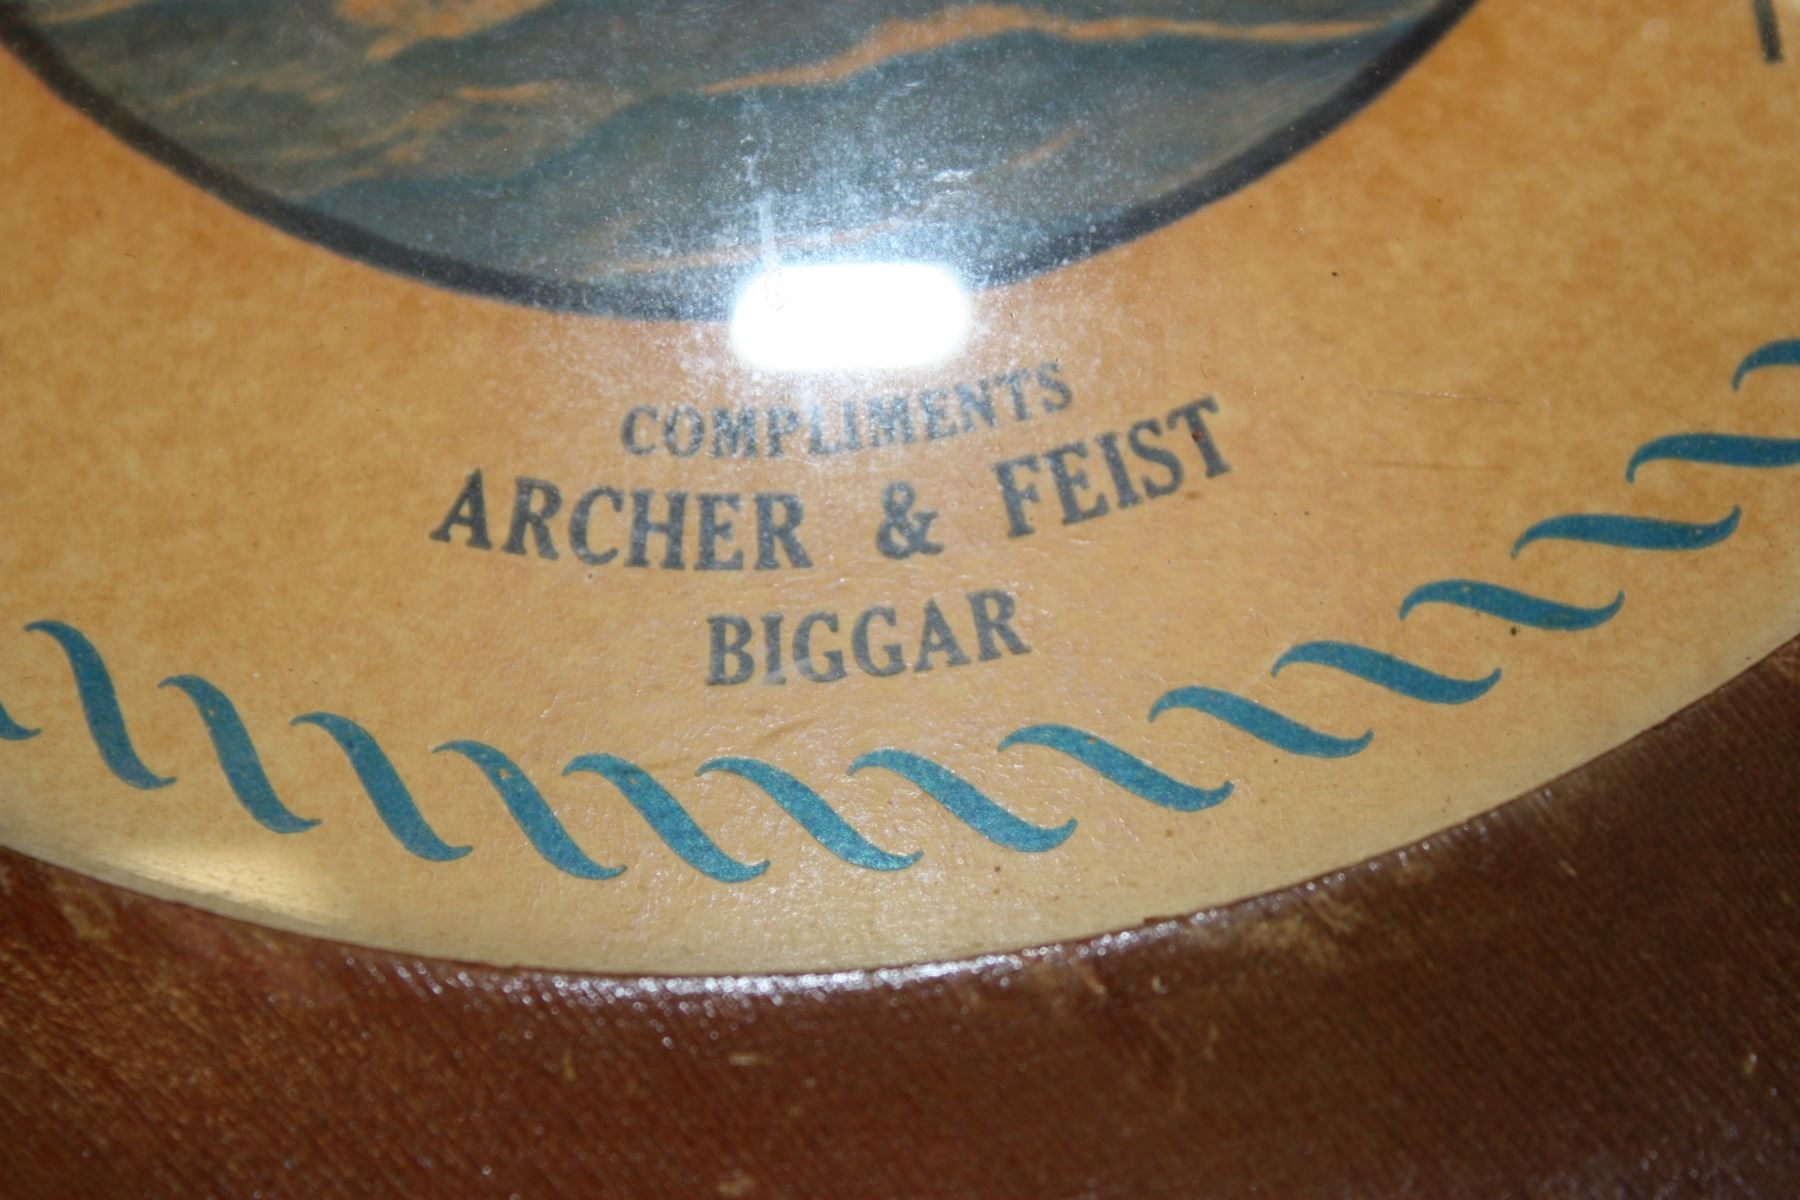 COMPLIMENTS
ARCHER & FEIST
BIGGAR